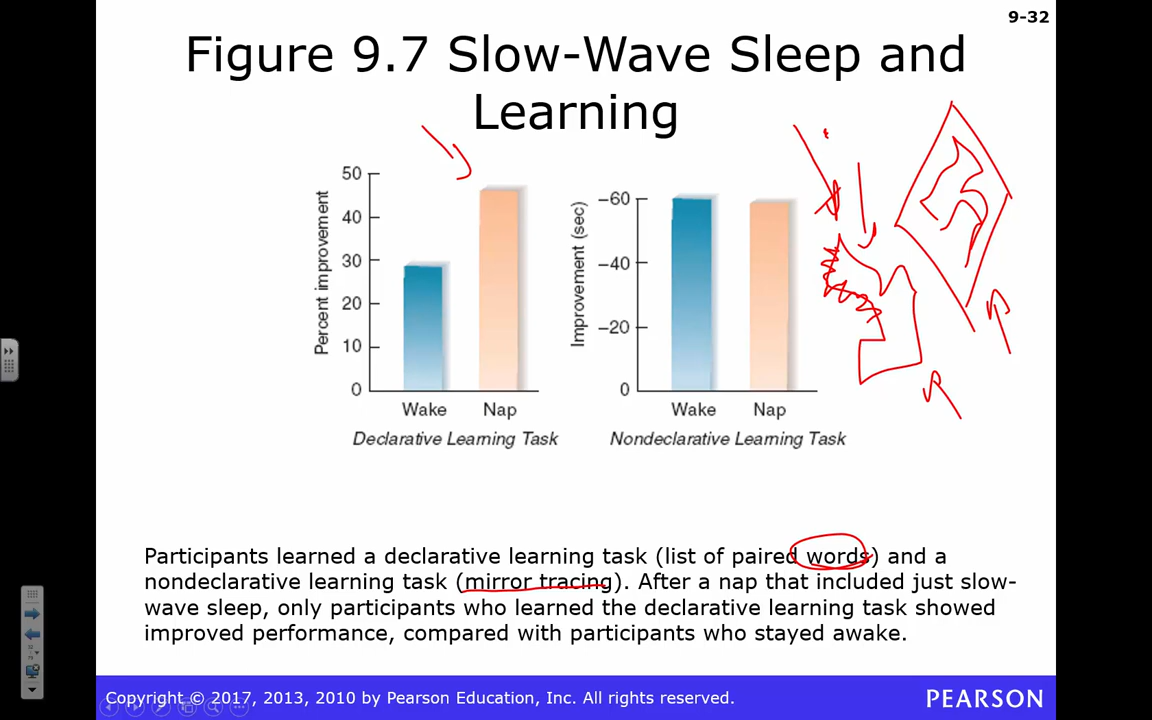 9-32
Figure 9.7 Slow-Wave Sleep and
Learning
50
40
30
20
10
0
Percent improvement
Wake Nap
Declarative Learning Task
−60
−40
−20
0
Improvement (sec)
Wake Nap
Nondeclarative Learning Task
Participants learned a declarative learning task (list of paired words) and a
nondeclarative learning task (mirror tracing). After a nap that included just slow-
wave sleep, only participants who learned the declarative learning task showed
improved performance, compared with participants who stayed awake.
Copyright © 2017, 2013, 2010 by Pearson Education, Inc. All rights reserved.
PEARSON